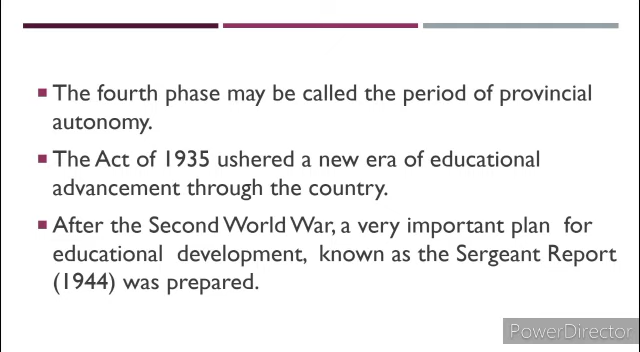 The fourth phase may be called the period of provincial
autonomy.
The Act of 1935 ushered a new era of educational
advancement through the country.
After the Second World War, a very important plan for
educational development, known as the Sergeant Report
(1944) was prepared.
PowerDirector